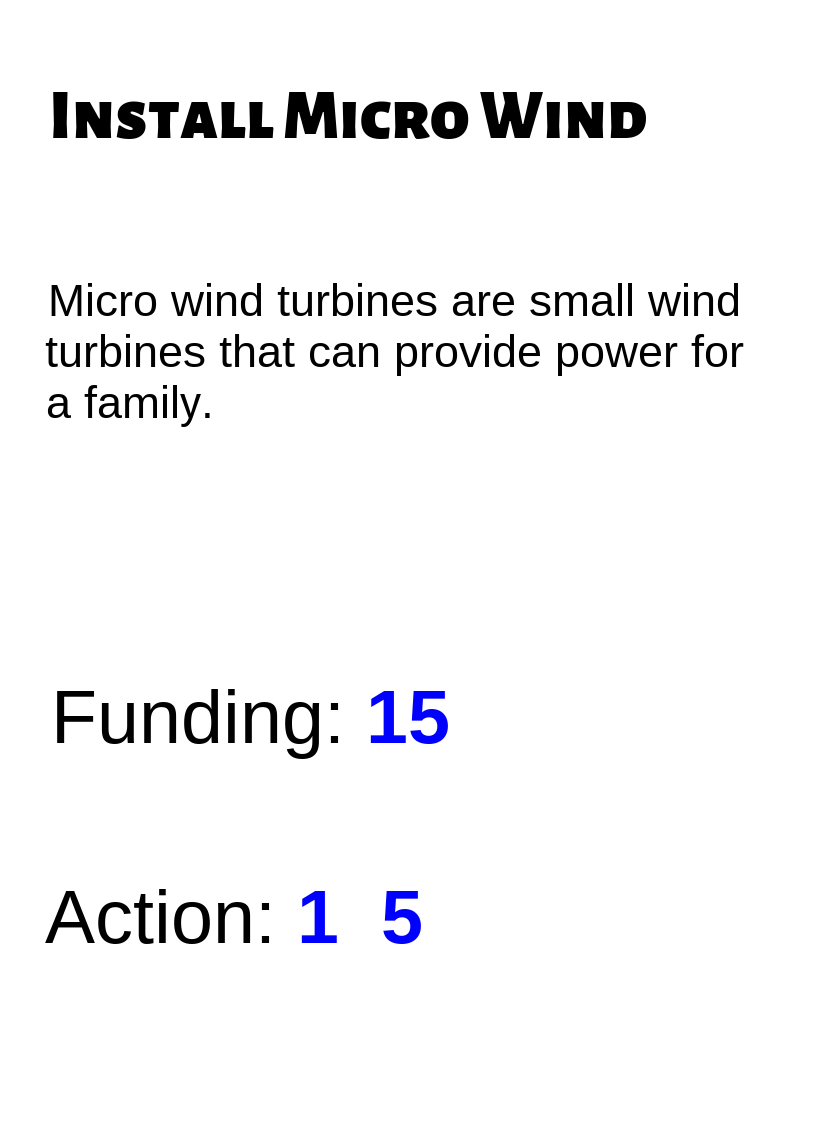 Install Micro Wind
Micro wind turbines are small wind
turbines that can provide power for
a family.
Funding: 15
Action: 1 5